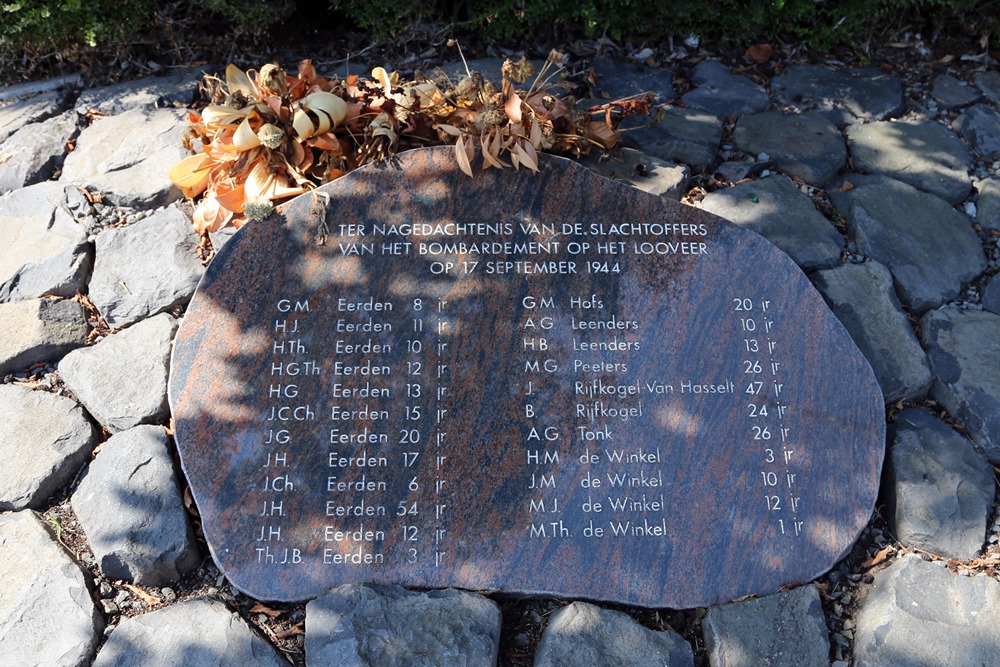 TER NAGEDACHTENIS VAN DE SLACHTOFFERS
VAN HET BOMBARDEMENT OP HET LOOVEER
OP 17 SEPTEMBER 1944
G.M. Eerden 8 jr
H.J. Eerden 11 jr
H.Th. Eerden 10 jr
H.G.Th. Eerden 12 jr
H.G. Eerden 13 jr
J.C.Ch. Eerden 15 jr
J.G. Eerden 20 jr
J.H. Eerden 17 jr
J.Ch. Eerden 6 jr
J.H. Eerden 54 jr
J.H. Eerden 12 jr
Th.J.B. Eerden 3 jr
G.M. Hofs 20 jr
A.G. Leenders 10 jr
H.B. Leenders 13 jr
M.G. Peeters 26 jr
J. Rijfkogel-Van Hasselt 47 jr
B. Rijfkogel 24 jr
A.G. Tonk 26 jr
H.M. de Winkel 3 jr
J.M. de Winkel 10 jr
M.J. de Winkel 12 jr
M.Th. de Winkel 1 jr